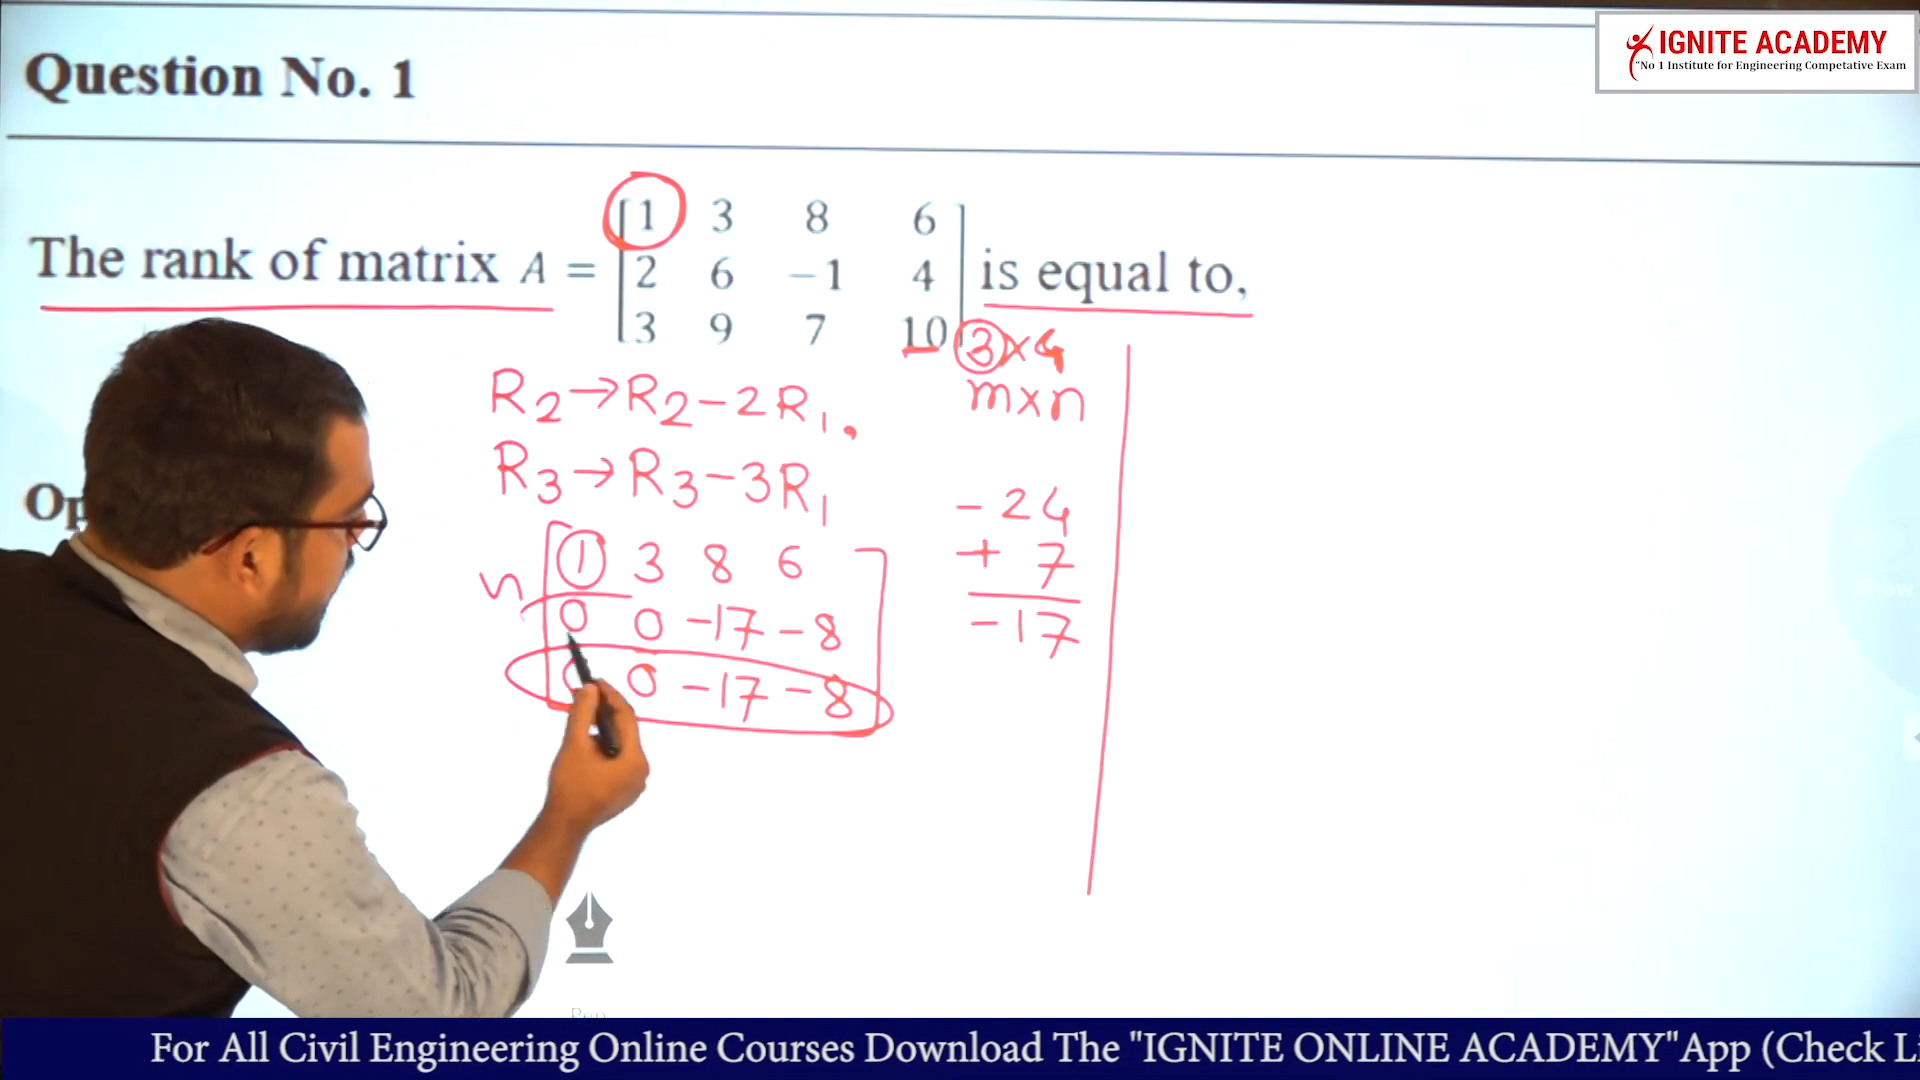 IGNITE ACADEMY
"No 1 Institute for Engineering Competative Exam
Question No. 1
The rank of matrix A = [1 3 8 6
2 6 −1 4
3 9 7 10] is equal to,
3×4
m×n
R2→R2−2R1.
R3→R3−3R1
1 3 8 6
0 0 −17 −8
0 0 −17 −8
−24
+ 7
−17
Op
Show
For All Civil Engineering Online Courses Download The "IGNITE ONLINE ACADEMY"App (Check Li